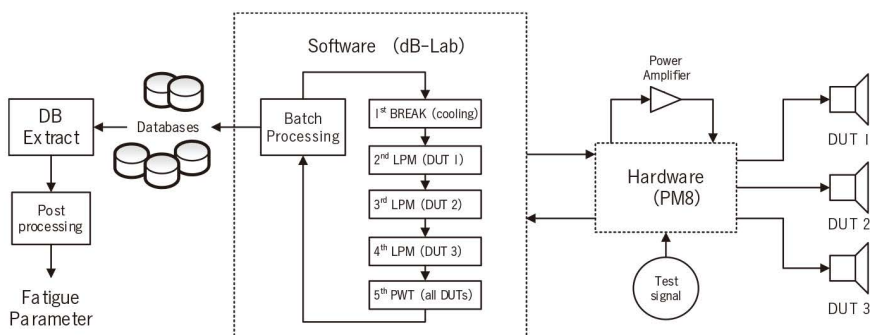 Software (dB-Lab)
1st BREAK (cooling)
Batch
Processing
2nd LPM (DUT 1)
3rd LPM (DUT 2)
4th LPM (DUT 3)
5th PWT (all DUTs)
Databases
DB
Extract
Post
processing
Fatigue
Parameter
Power
Amplifier
Hardware
(PM8)
Test
signal
DUT 1
DUT 2
DUT 3